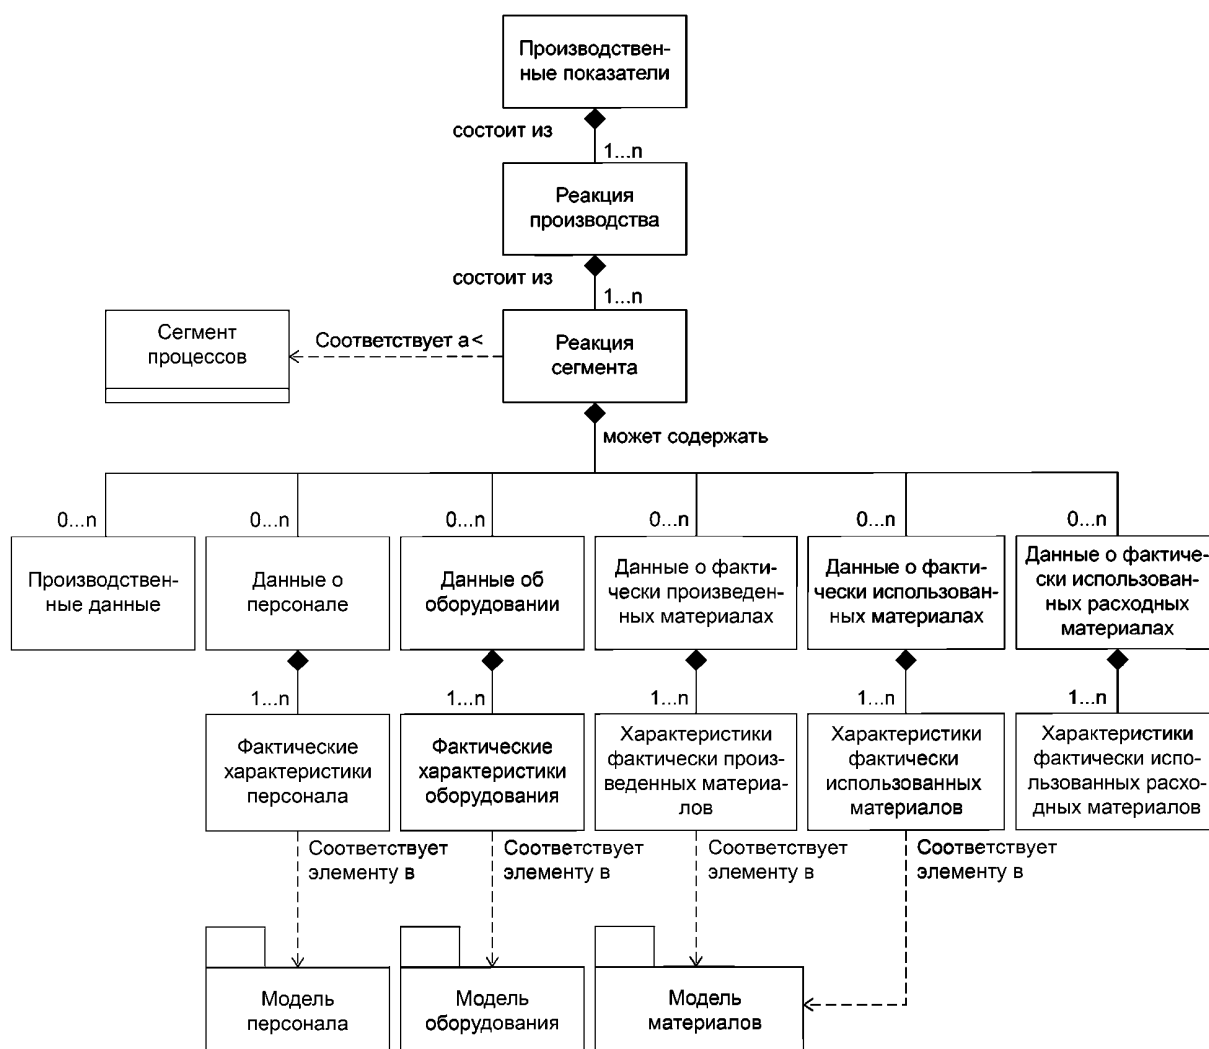 Производствен-
ные показатели
состоит из
1...n
Реакция
производства
состоит из
1...n
Сегмент
процессов
Соответствует а<
Реакция
сегмента
может содержать
0...n
0...n
0...n
0...n
0...n
0...n
Производствен-
ные данные
Данные о
персонале
Данные об
оборудовании
Данные о факти-
чески произведен-
ных материалах
Данные о факти-
чески использован-
ных материалах
Данные о фактиче-
ски использован-
ных расходных
материалах
1...n
1...n
1...n
1...n
1...n
Фактические
характеристики
персонала
Фактические
характеристики
оборудования
Характеристики
фактически произ-
веденных материа-
лов
Характеристики
фактически
использованных
материалов
Характеристики
фактически испо-
льзованных расхо-
дных материалов
Соответствует
элементу в
Соответствует
элементу в
Соответствует
элементу в
Соответствует
элементу в
Модель
персонала
Модель
оборудования
Модель
материалов